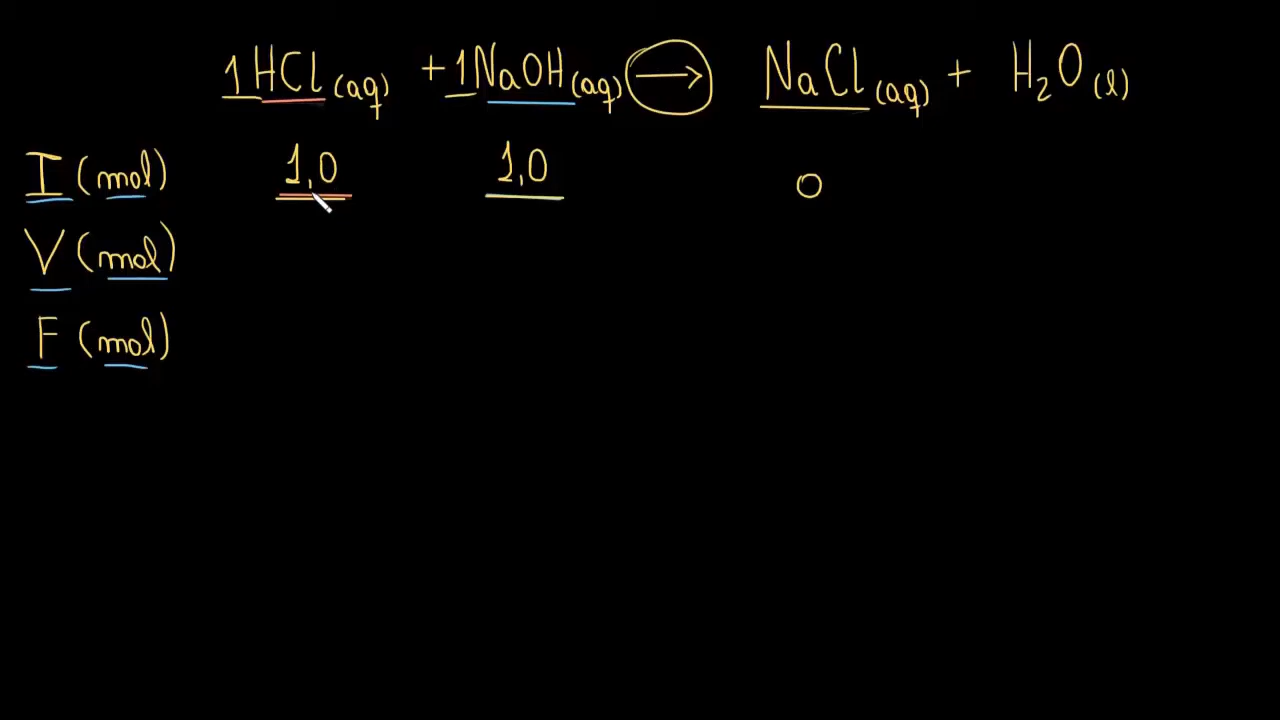 1HCl(aq) + 1NaOH(aq) → NaCl(aq) + H₂O(l)
I (mol) 1,0 1,0 0
V (mol)
F (mol)